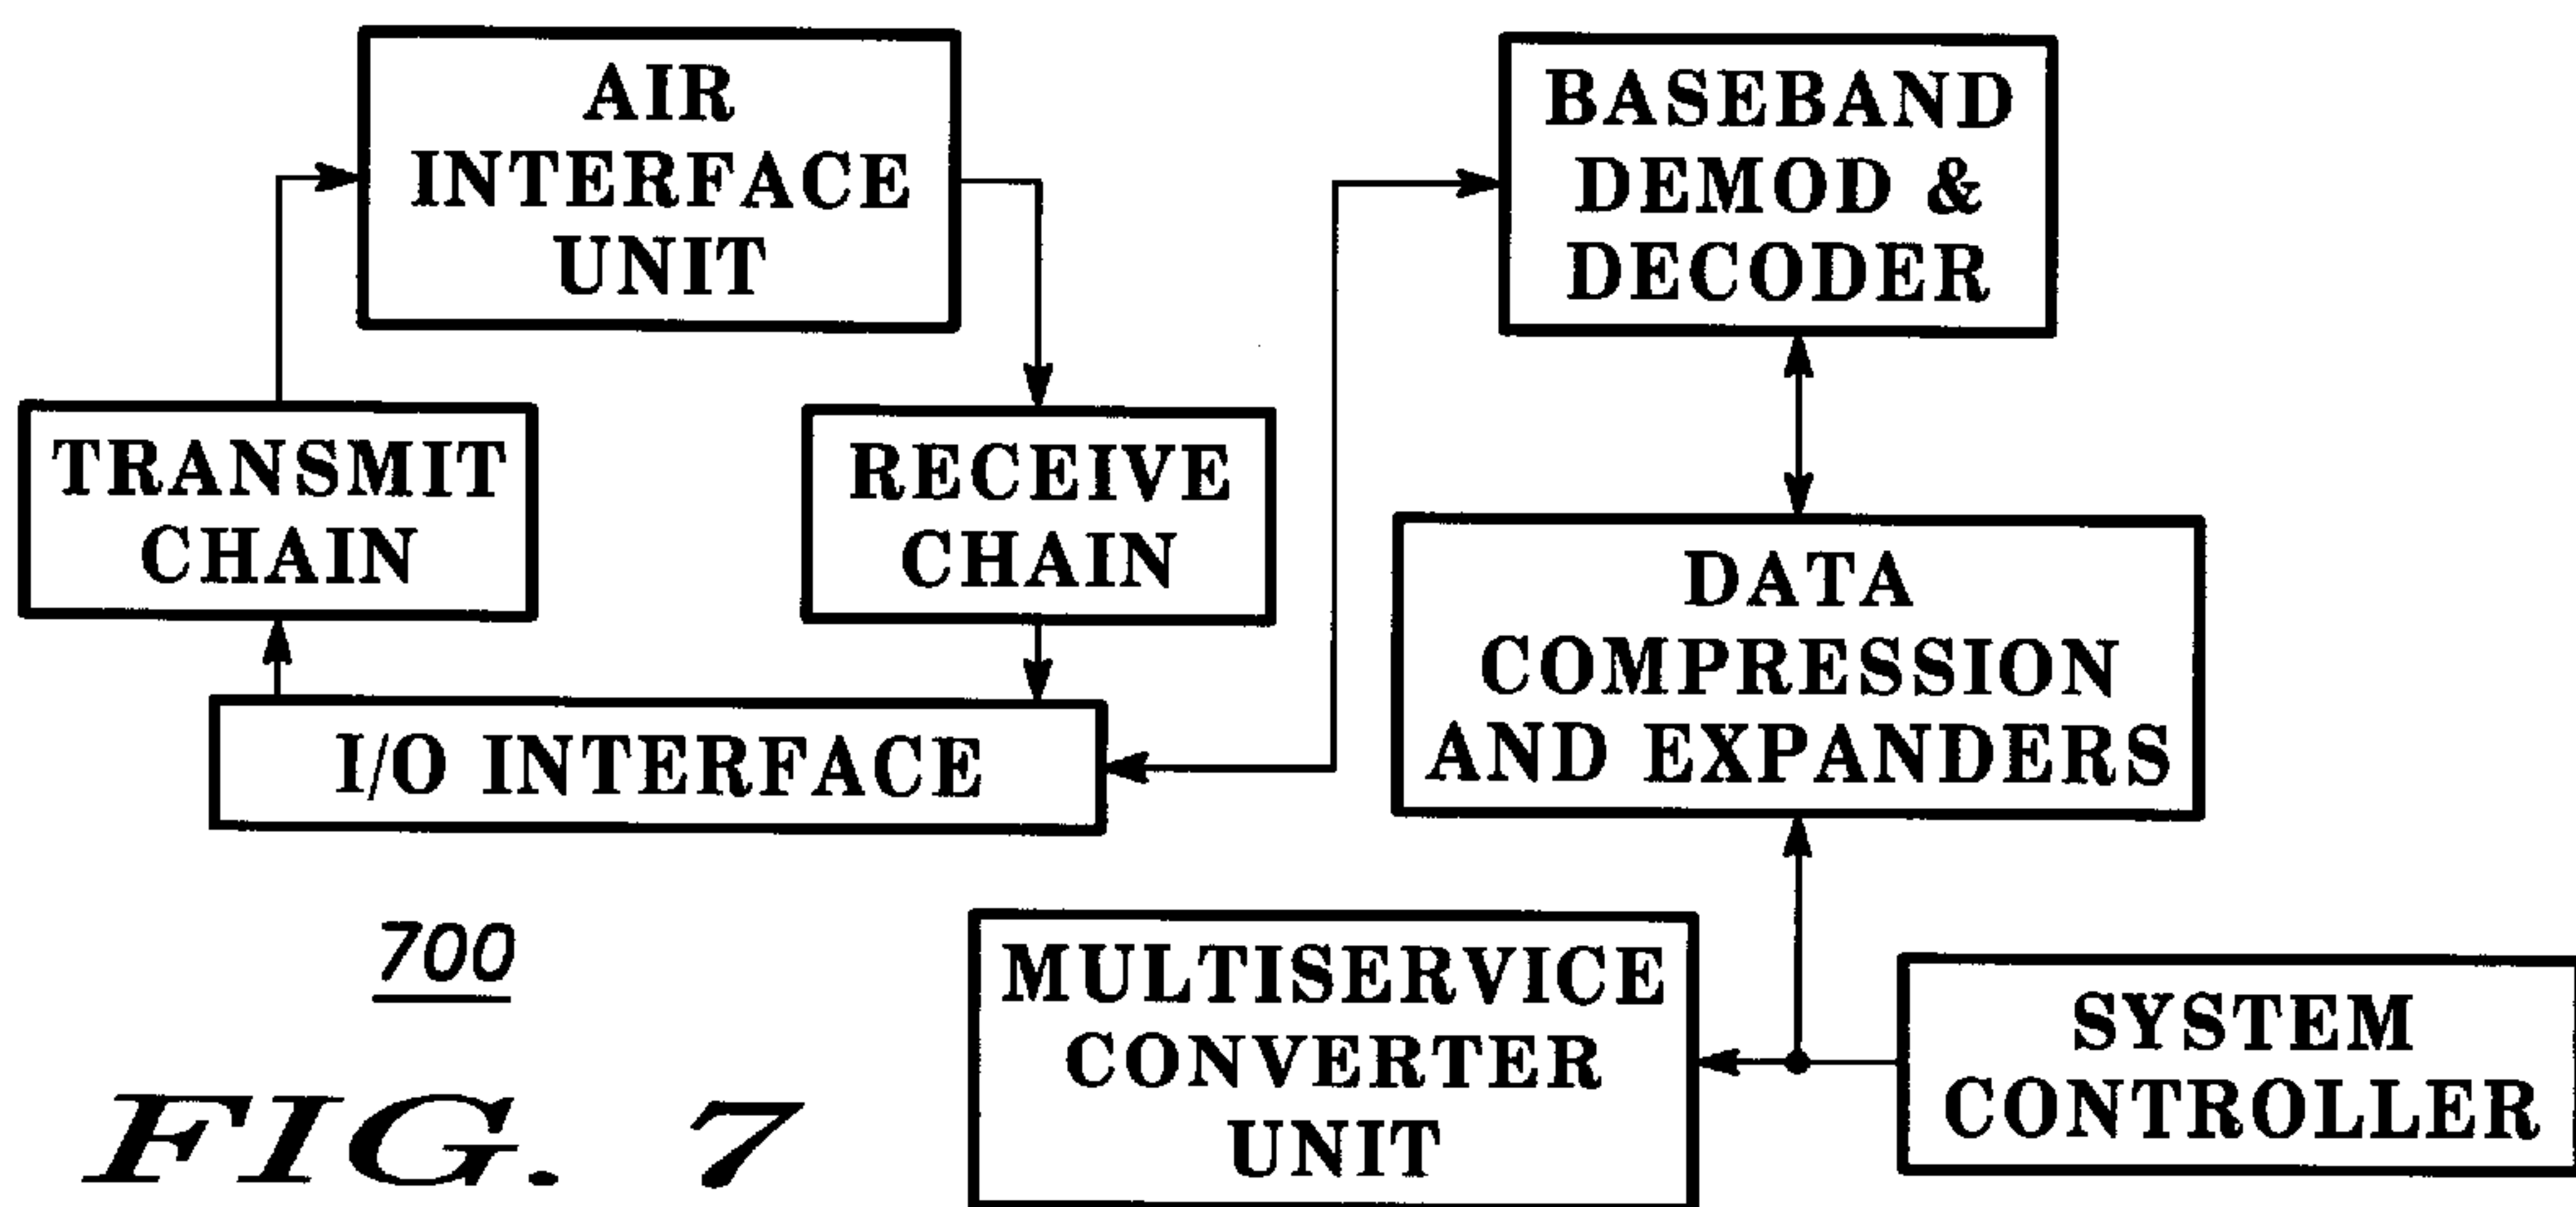 AIR
INTERFACE
UNIT
BASEBAND
DEMOD &
DECODER
TRANSMIT
CHAIN
RECEIVE
CHAIN
DATA
COMPRESSION
AND EXPANDERS
I/O INTERFACE
MULTISERVICE
CONVERTER
UNIT
SYSTEM
CONTROLLER
700
FIG. 7